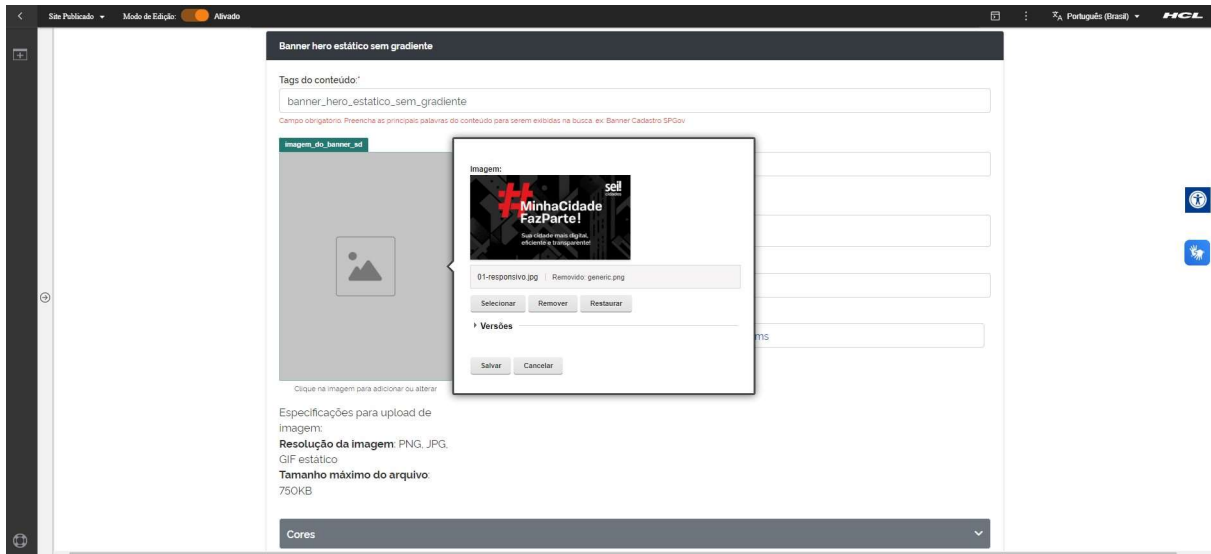 Site Publicado
Modo de Edição:
Ativado
Português (Brasil)
HCL
Banner hero estático sem gradiente
Tags do conteúdo:*
banner_hero_estatico_sem_gradiente
Campo obrigatório. Preencha as principais palavras do conteúdo para serem exibidas na busca. ex: Banner Cadastro SPGov
imagem_do_banner_sd
Imagem:
sei!
cidades
#MinhaCidade
FazParte!
Sua cidade mais digital,
eficiente e transparente!
01-responsivo.jpg
Removido: generic.png
Selecionar
Remover
Restaurar
Versões
ms
Salvar
Cancelar
Clique na imagem para adicionar ou alterar
Especificações para upload de
imagem:
Resolução da imagem: PNG, JPG,
GIF estático
Tamanho máximo do arquivo:
750KB
Cores